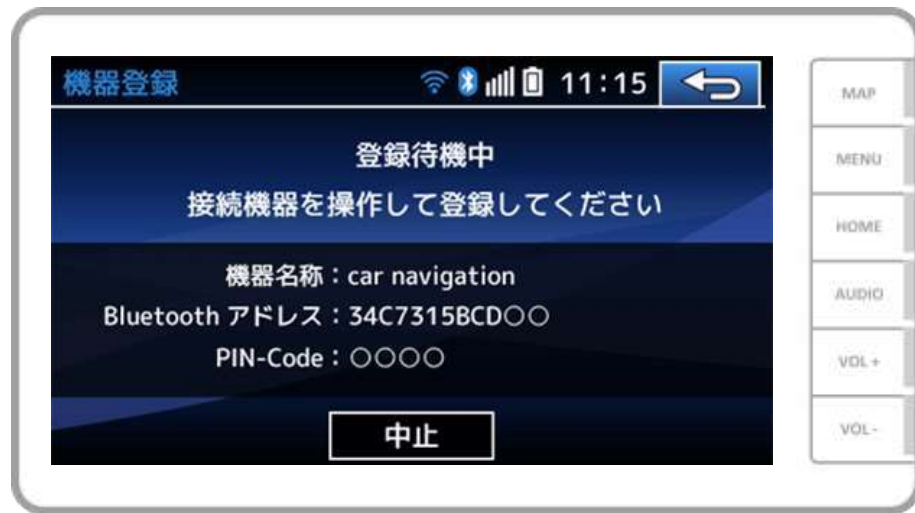 機器登録 11:15
登録待機中
接続機器を操作して登録してください
機器名称：car navigation
Bluetooth アドレス：34C7315BCD○○
PIN-Code：○○○○
中止
MAP
MENU
HOME
AUDIO
VOL +
VOL -